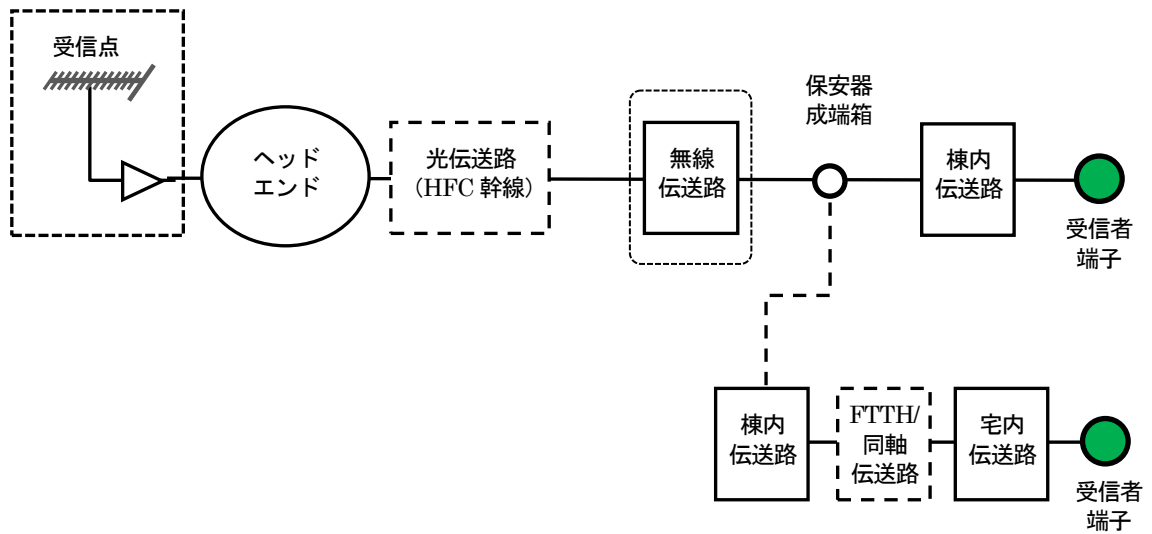 受信点
ヘッド
エンド
光伝送路
（HFC 幹線）
無線
伝送路
保安器
成端箱
棟内
伝送路
受信者
端子
棟内
伝送路
FTTH/
同軸
伝送路
宅内
伝送路
受信者
端子